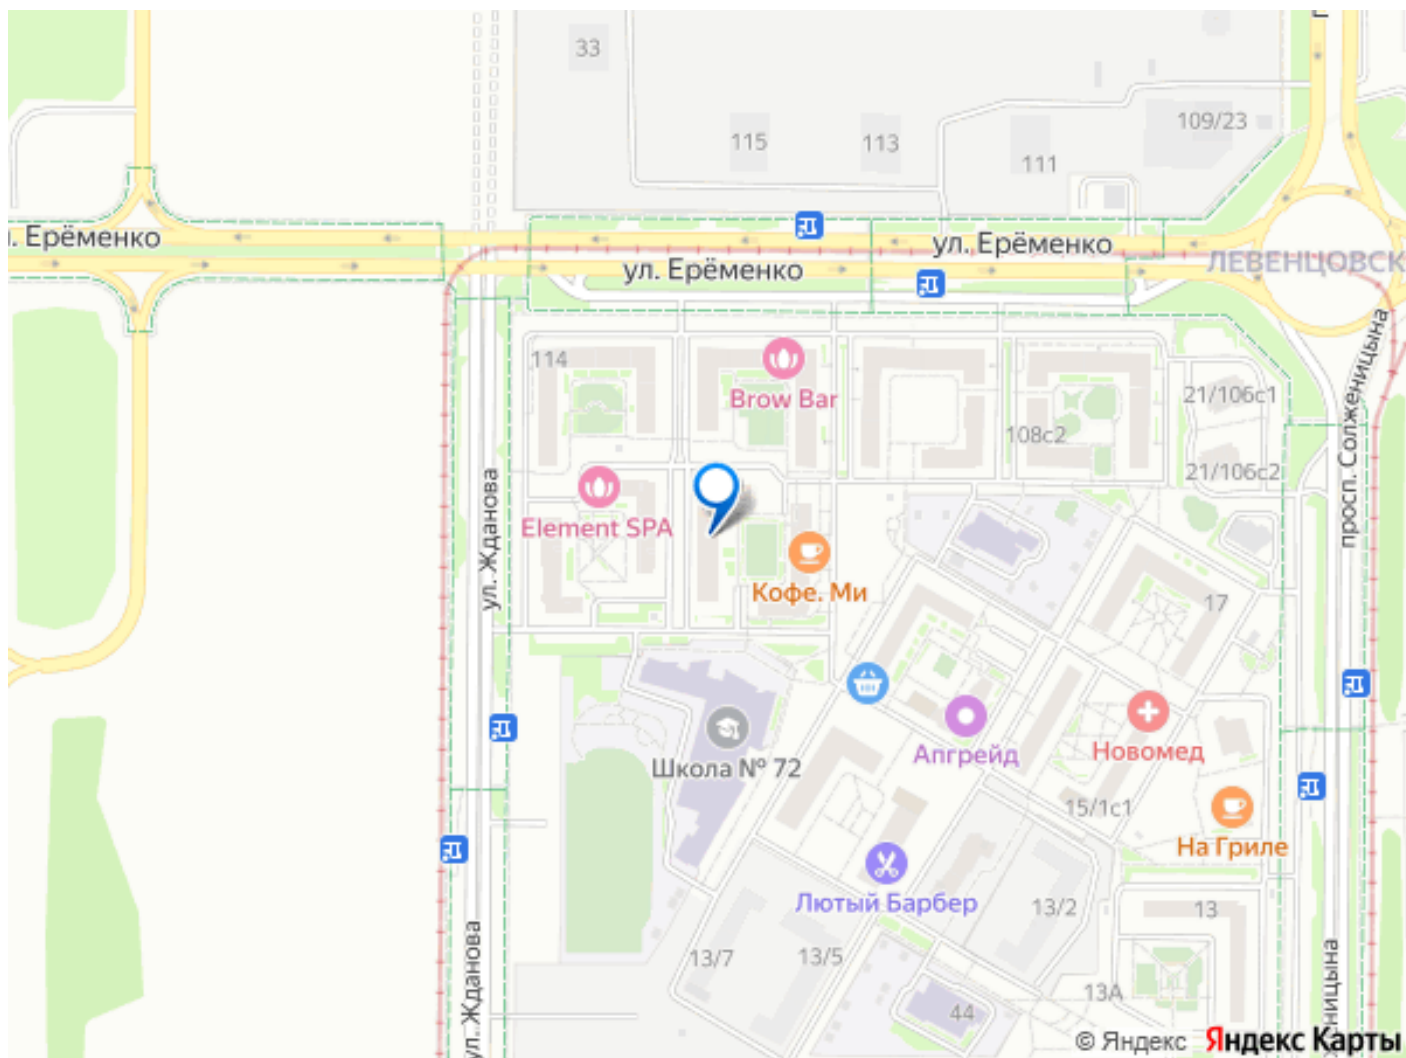 33
109/23
115
113
111
. Ерёменко
ул. Ерёменко
ул. Ерёменко
ЛЕВЕНЦОВСК
114
Brow Bar
21/106с1
108с2
21/106с2
просп. Солженицына
ул. Жданова
Element SPA
Кофе. Ми
17
Школа № 72
Апгрейд
Новомед
15/1с1
На Гриле
Лютый Барбер
13/2
13
13/7
13/5
ул. Жданова
13А
44
ницына
© Яндекс Яндекс Карты